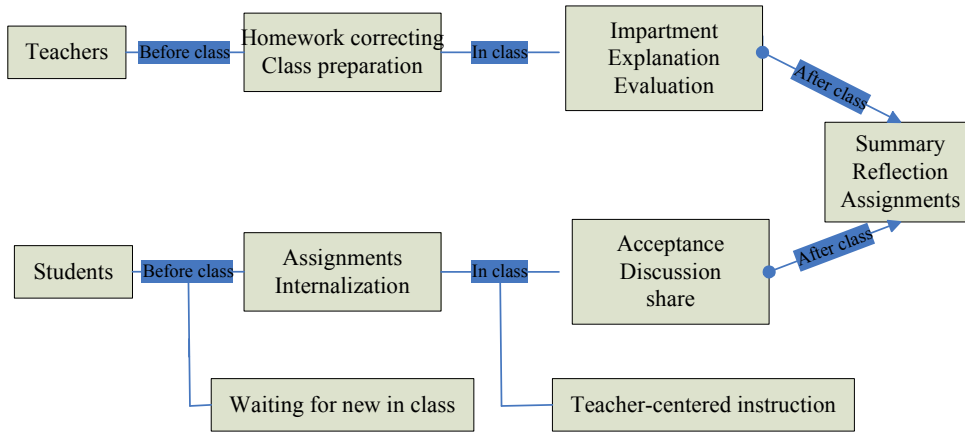 Teachers
Before class
Homework correcting
Class preparation
In class
Impartment
Explanation
Evaluation
After class
Summary
Reflection
Assignments
Students
Before class
Assignments
Internalization
In class
Acceptance
Discussion
share
After class
Waiting for new in class
Teacher-centered instruction